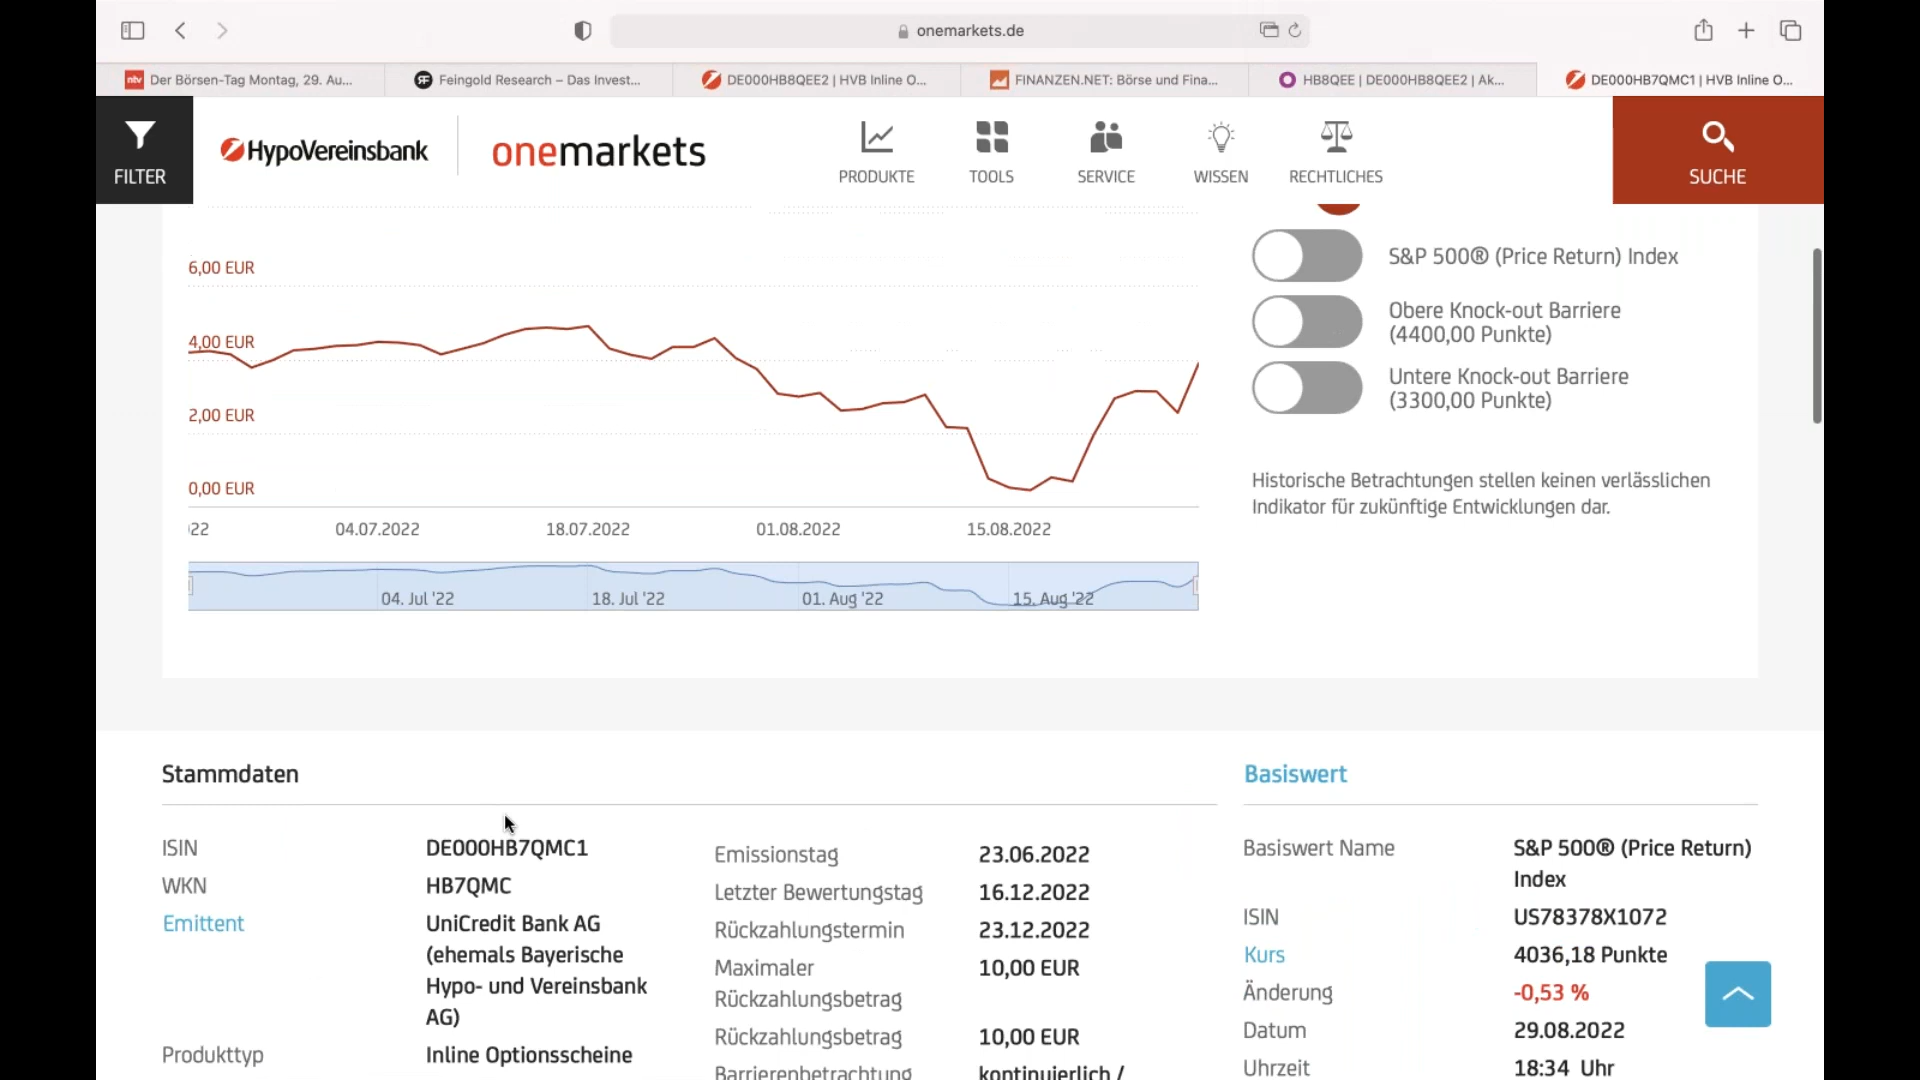 onemarkets.de
ntv Der Börsen-Tag Montag, 29. Au...
Feingold Research – Das Invest...
DE000HB8QEE2 | HVB Inline O...
FINANZEN.NET: Börse und Fina...
HB8QEE | DE000HB8QEE2 | Ak...
DE000HB7QMC1 | HVB Inline O...
FILTER
HypoVereinsbank
onemarkets
PRODUKTE
TOOLS
SERVICE
WISSEN
RECHTLICHES
SUCHE
6,00 EUR
4,00 EUR
2,00 EUR
0,00 EUR
22
04.07.2022
18.07.2022
01.08.2022
15.08.2022
04. Jul '22
18. Jul '22
01. Aug '22
15. Aug '22
S&P 500® (Price Return) Index
Obere Knock-out Barriere
(4400,00 Punkte)
Untere Knock-out Barriere
(3300,00 Punkte)
Historische Betrachtungen stellen keinen verlässlichen
Indikator für zukünftige Entwicklungen dar.
Stammdaten
ISIN DE000HB7QMC1
WKN HB7QMC
Emittent UniCredit Bank AG
(ehemals Bayerische
Hypo- und Vereinsbank
AG)
Produkttyp Inline Optionsscheine
Emissionstag 23.06.2022
Letzter Bewertungstag 16.12.2022
Rückzahlungstermin 23.12.2022
Maximaler 10,00 EUR
Rückzahlungsbetrag
Rückzahlungsbetrag 10,00 EUR
Barrierenbetrachtung kontinuierlich /
Basiswert
Basiswert Name S&P 500® (Price Return)
Index
ISIN US78378X1072
Kurs 4036,18 Punkte
Änderung -0,53 %
Datum 29.08.2022
Uhrzeit 18:34 Uhr